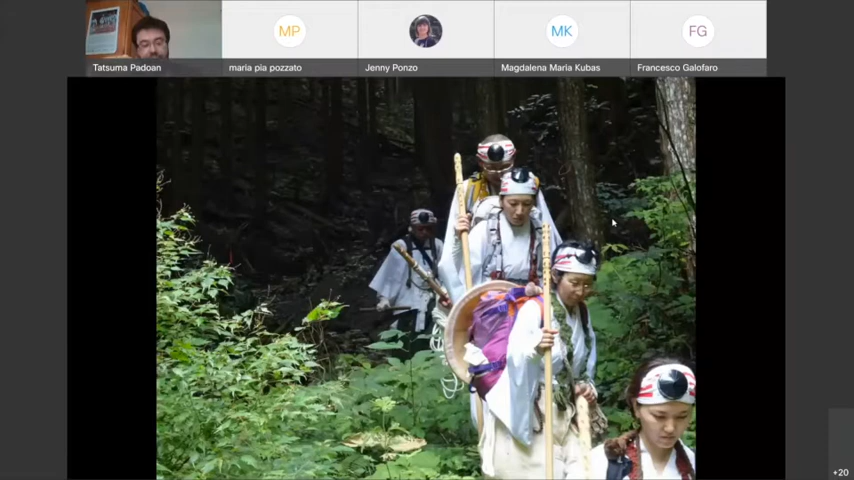 MP
MK
FG
Tatsuma Padoan
maria pia pozzato
Jenny Ponzo
Magdalena Maria Kubas
Francesco Galofaro
+20